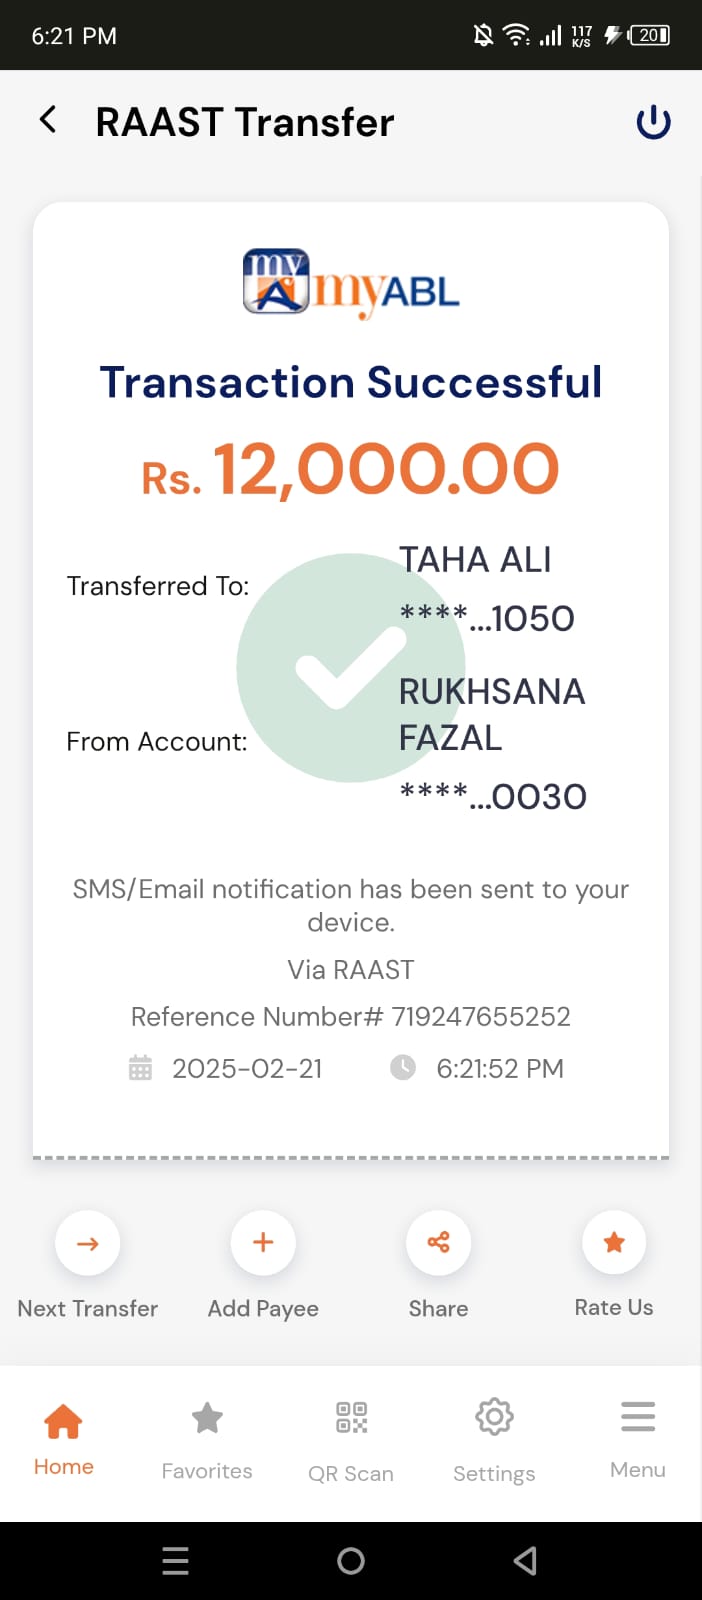 6:21 PM
117
K/S
20
RAAST Transfer
my
myABL
Transaction Successful
Rs. 12,000.00
Transferred To:
TAHA ALI
****...1050
From Account:
RUKHSANA
FAZAL
****...0030
SMS/Email notification has been sent to your
device.
Via RAAST
Reference Number# 719247655252
2025-02-21
6:21:52 PM
Next Transfer
Add Payee
Share
Rate Us
Home
Favorites
QR Scan
Settings
Menu